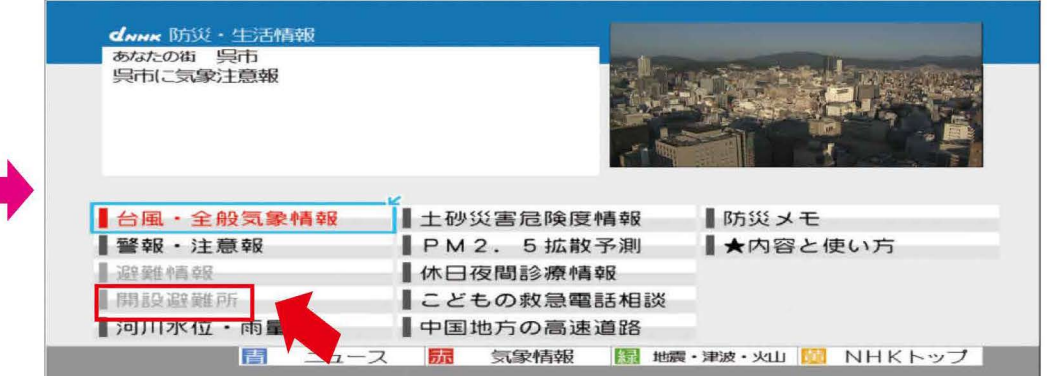 dNHK 防災・生活情報
あなたの街 呉市
呉市に気象注意報
台風・全般気象情報
警報・注意報
避難情報
開設避難所
河川水位・雨量
土砂災害危険度情報
PM2．5拡散予測
休日夜間診療情報
こどもの救急電話相談
中国地方の高速道路
防災メモ
★内容と使い方
青 ニュース 赤 気象情報 緑 地震・津波・火山 黄 NHKトップ